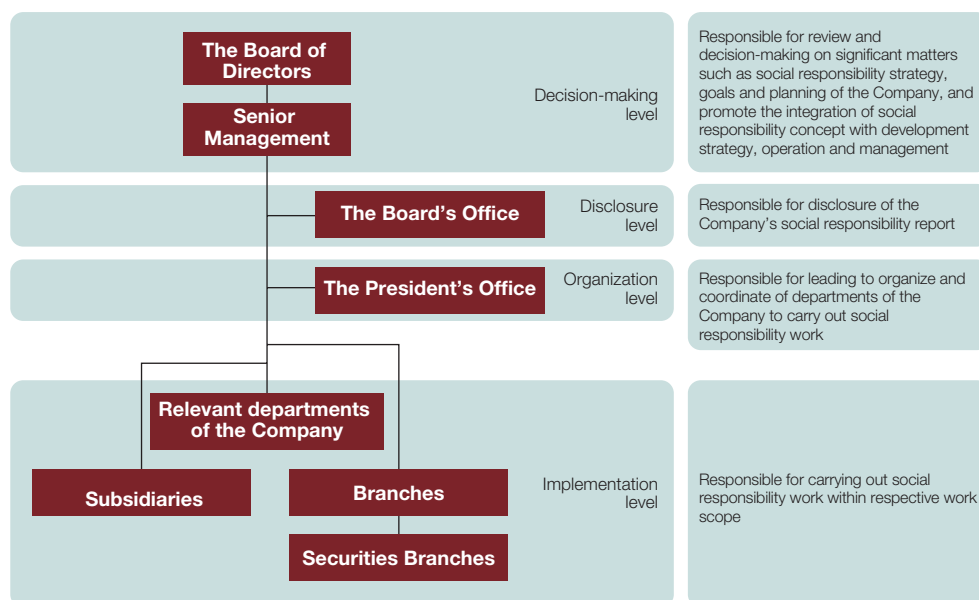 The Board of
Directors
Senior
Management
Decision-making
level
Responsible for review and
decision-making on significant matters
such as social responsibility strategy,
goals and planning of the Company, and
promote the integration of social
responsibility concept with development
strategy, operation and management
The Board's Office
Disclosure
level
Responsible for disclosure of the
Company's social responsibility report
The President's Office
Organization
level
Responsible for leading to organize and
coordinate of departments of the
Company to carry out social
responsibility work
Relevant departments
of the Company
Subsidiaries
Branches
Securities Branches
Implementation
level
Responsible for carrying out social
responsibility work within respective work
scope